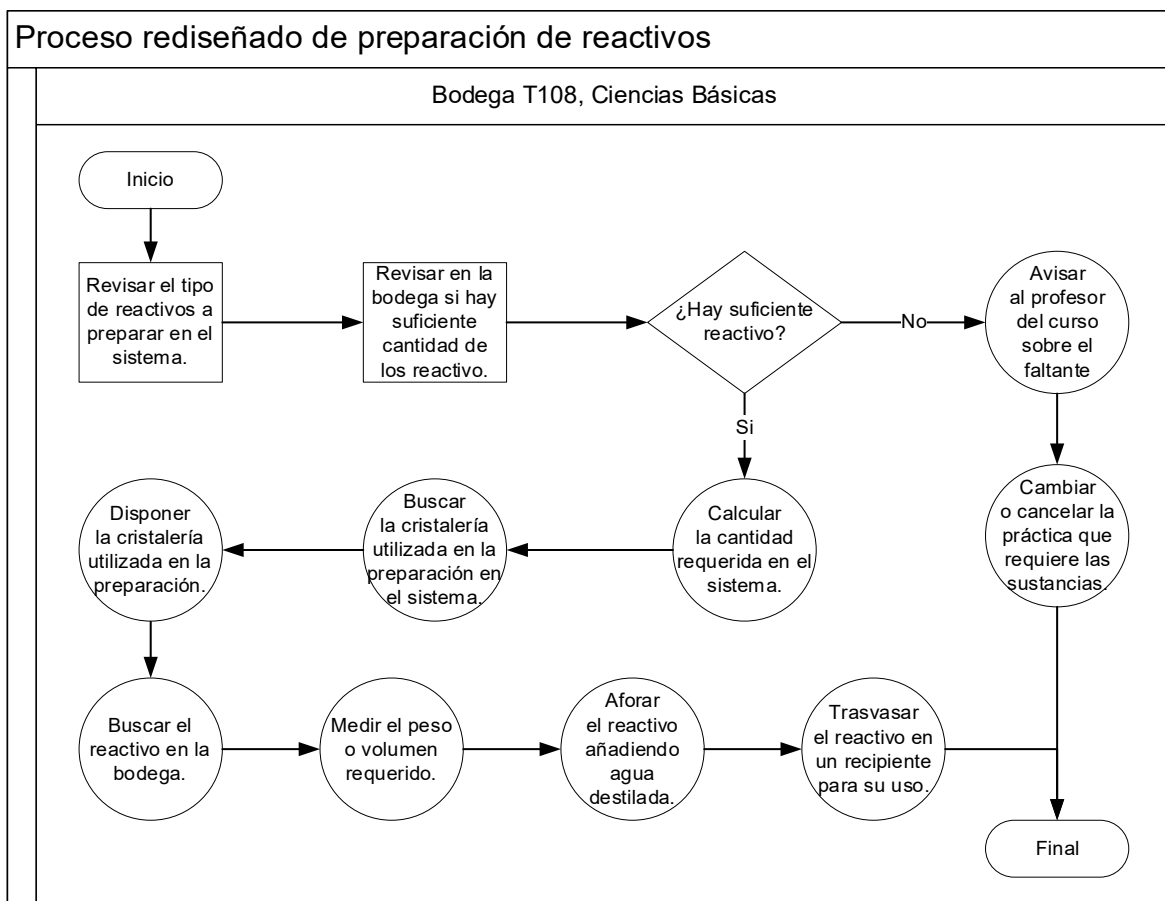 Proceso rediseñado de preparación de reactivos
Bodega T108, Ciencias Básicas
Inicio
Revisar el tipo
de reactivos a
preparar en el
sistema.
Revisar en la
bodega si hay
suficiente
cantidad de
los reactivo.
¿Hay suficiente
reactivo?
No
Avisar
al profesor
del curso
sobre el
faltante
Si
Disponer
la cristalería
utilizada en la
preparación.
Buscar
la cristalería
utilizada en la
preparación en
el sistema.
Calcular
la cantidad
requerida en el
sistema.
Cambiar
o cancelar la
práctica que
requiere las
sustancias.
Buscar el
reactivo en la
bodega.
Medir el peso
o volumen
requerido.
Aforar
el reactivo
añadiendo
agua
destilada.
Trasvasar
el reactivo en
un recipiente
para su uso.
Final